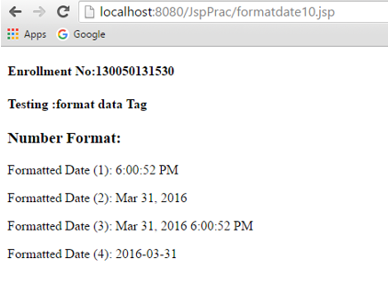 localhost:8080/JspPrac/formatdate10.jsp
Apps Google
Enrollment No:130050131530
Testing :format data Tag
Number Format:
Formatted Date (1): 6:00:52 PM
Formatted Date (2): Mar 31, 2016
Formatted Date (3): Mar 31, 2016 6:00:52 PM
Formatted Date (4): 2016-03-31